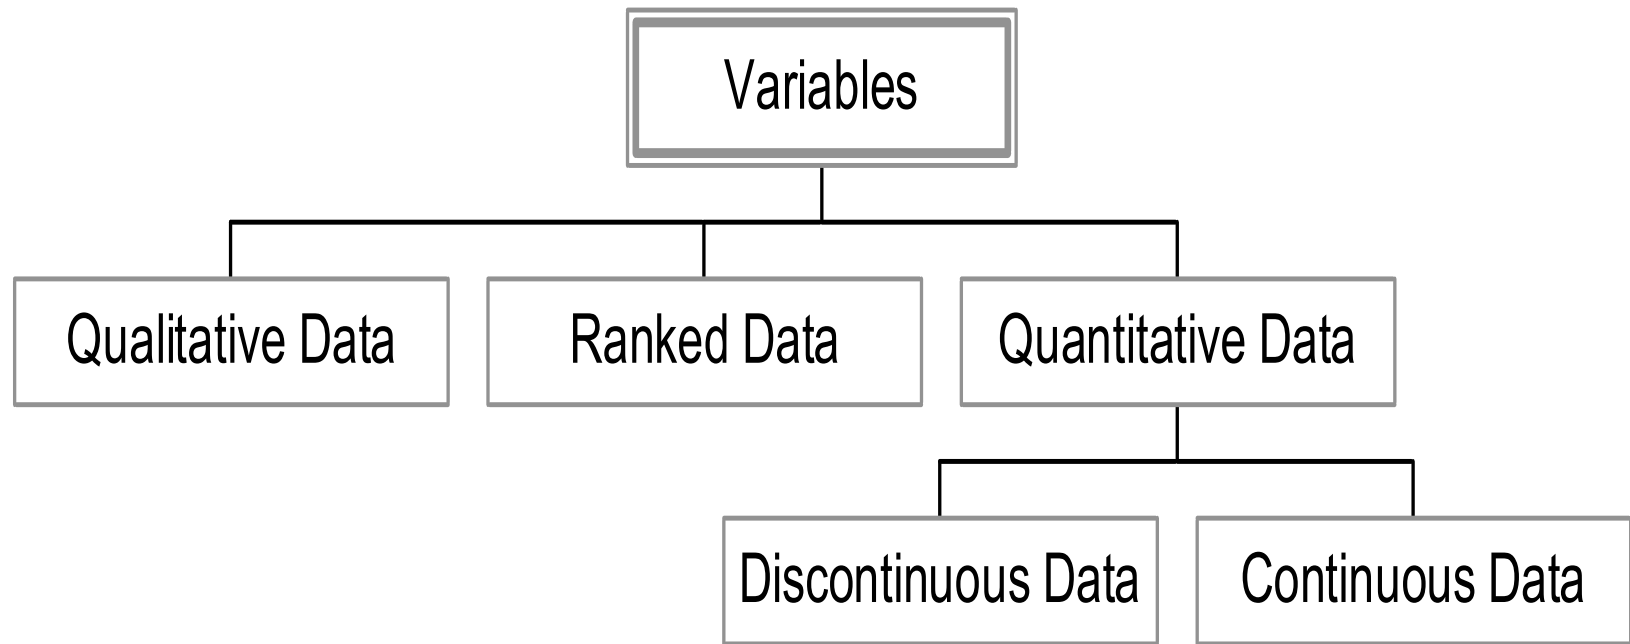 Variables
Qualitative Data
Ranked Data
Quantitative Data
Discontinuous Data
Continuous Data